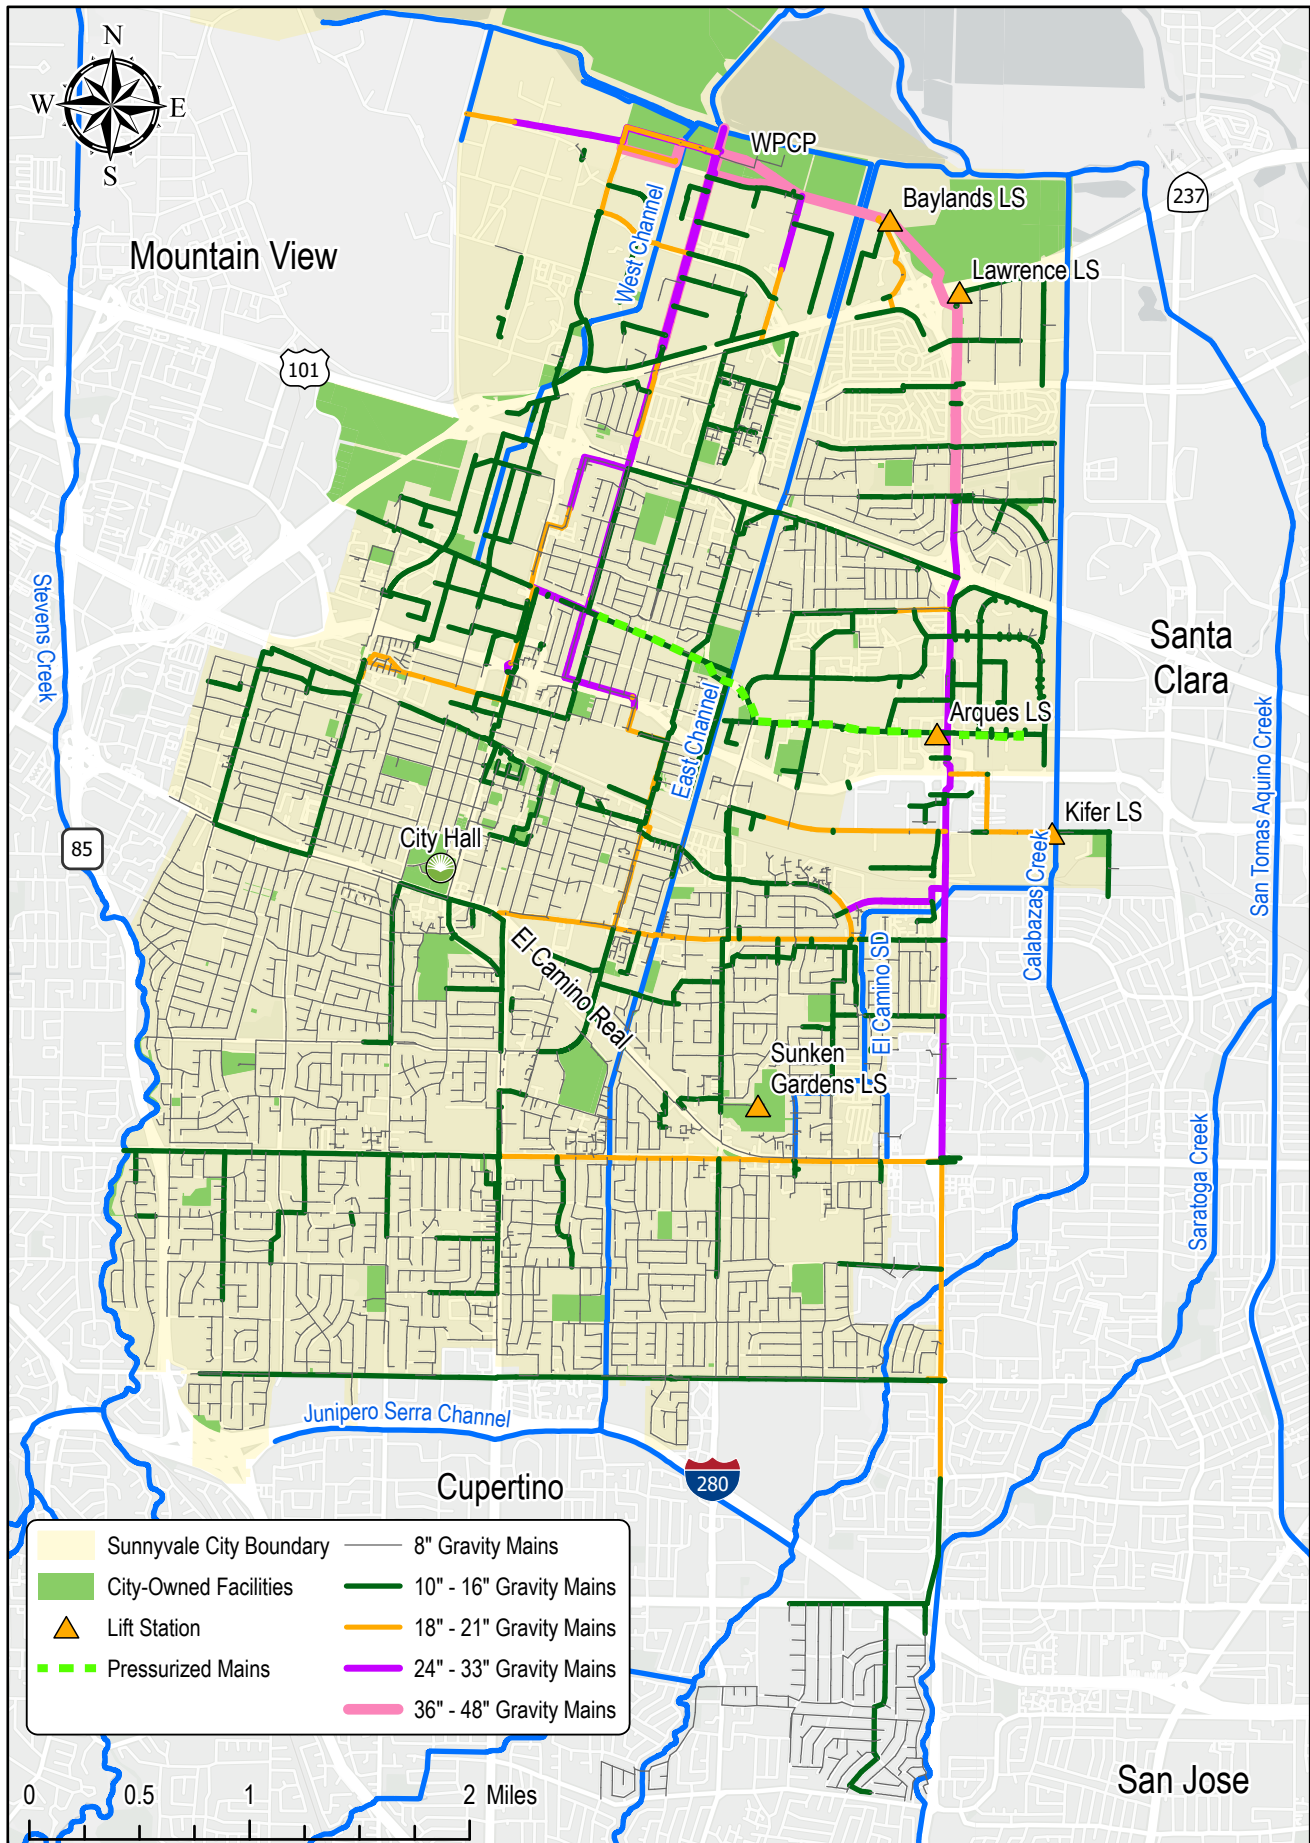 N
W
E
S
WPCP
Baylands LS
237
Mountain View
West Channel
Lawrence LS
101
Stevens Creek
Santa
Clara
East Channel
Arques LS
San Tomas Aquino Creek
Kifer LS
85
City Hall
Calabazas Creek
El Camino Real
El Camino SD
Sunken
Gardens LS
Saratoga Creek
Junipero Serra Channel
Cupertino
280
Sunnyvale City Boundary
City-Owned Facilities
Lift Station
Pressurized Mains
8" Gravity Mains
10" - 16" Gravity Mains
18" - 21" Gravity Mains
24" - 33" Gravity Mains
36" - 48" Gravity Mains
San Jose
0 0.5 1 2 Miles